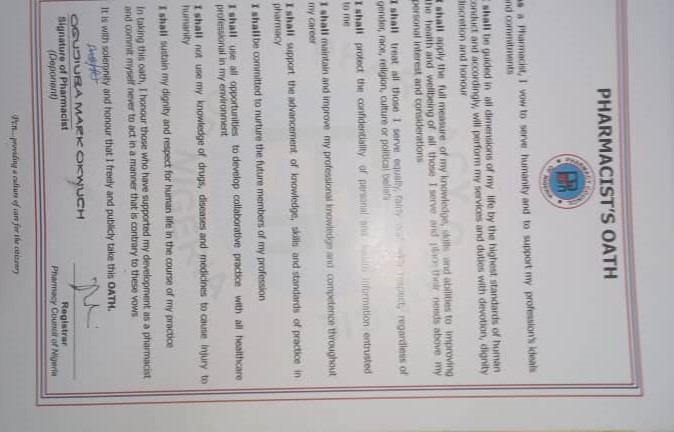 PHARMACIST'S OATH
PHARMACY COUNCIL OF NIGERIA
as a Pharmacist, I vow to serve humanity and to support my profession's ideals
and commitments
I shall be guided in all dimensions of my life by the highest standards of human
conduct and accordingly, will perform my services and duties with devotion, dignity
discretion and honour
I shall apply the full measure of my knowledge, skills and abilities to improving
the health and wellbeing of all those I serve and place their needs above my
personal interest and considerations
I shall treat all those I serve equally, fairly and with respect, regardless of
gender, race, religion, culture or political beliefs
I shall protect the confidentiality of personal and health information entrusted
to me
I shall maintain and improve my professional knowledge and competence throughout
my career
I shall support the advancement of knowledge, skills and standards of practice in
pharmacy
I shall be committed to nurture the future members of my profession
I shall use all opportunities to develop collaborative practice with all healthcare
professional in my environment
I shall not use my knowledge of drugs, diseases and medicines to cause injury to
humanity
I shall sustain my dignity and respect for human life in the course of my practice
In taking this oath, I honour those who have supported my development as a pharmacist
and commit myself never to act in a manner that is contrary to these vows
It is with solemnity and honour that I freely and publicly take this OATH.
OGUDIUBA MARK OKWUCH
Signature of Pharmacist
(Deponent)
Registrar
Pharmacy Council of Nigeria
Pcn... providing a culture of care for the citizenry